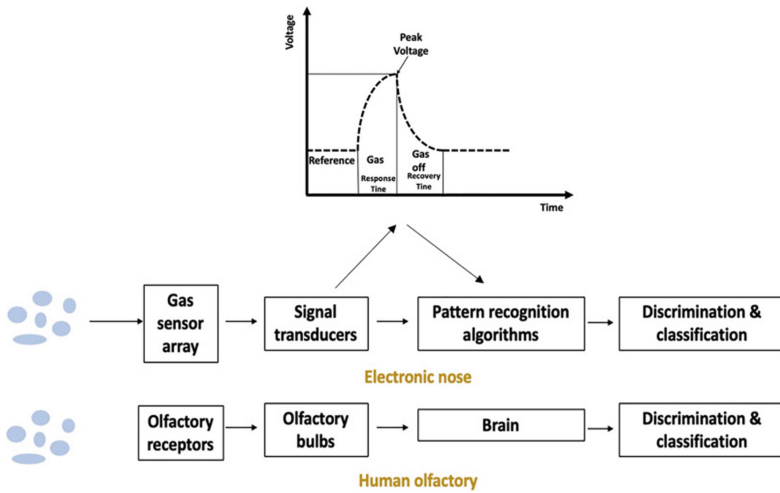 Voltage
Peak
Voltage
Reference
Gas
Response
Tine
Gas
off
Recovery
Tine
Time
Gas
sensor
array
Signal
transducers
Pattern recognition
algorithms
Discrimination &
classification
Electronic nose
Olfactory
receptors
Olfactory
bulbs
Brain
Discrimination &
classification
Human olfactory